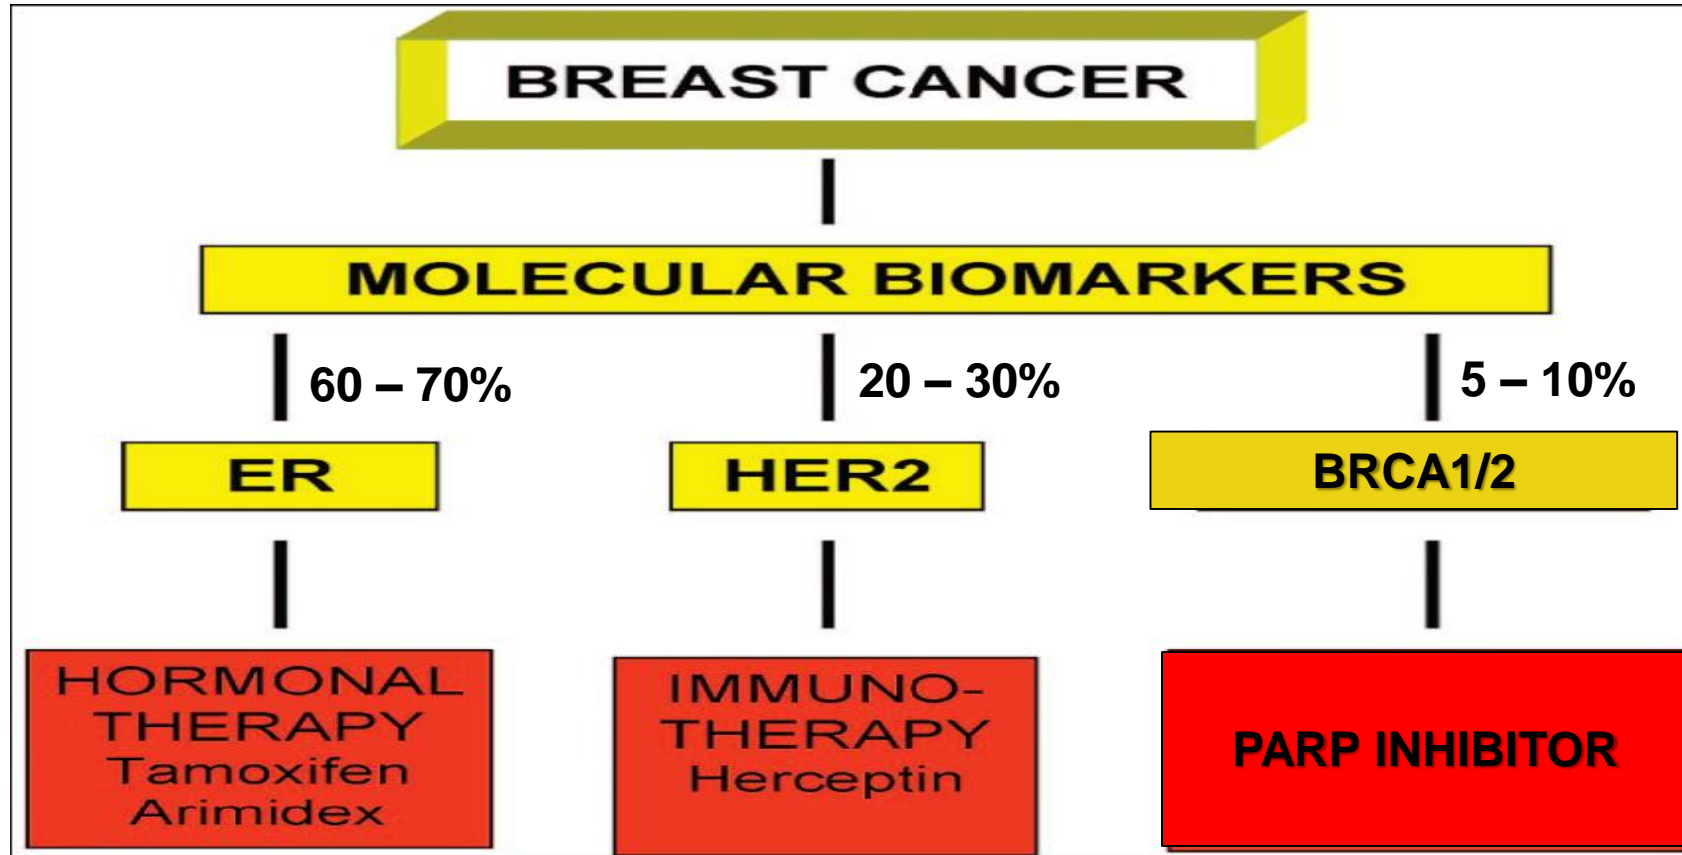 BREAST CANCER
MOLECULAR BIOMARKERS
60 – 70%
20 – 30%
5 – 10%
ER
HER2
BRCA1/2
HORMONAL
THERAPY
Tamoxifen
Arimidex
IMMUNO-
THERAPY
Herceptin
PARP INHIBITOR